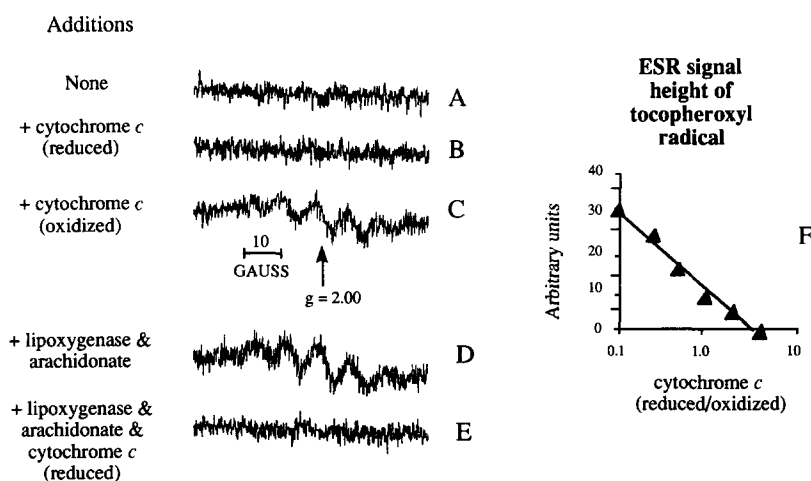 Additions
None
A
+ cytochrome c
(reduced)
B
+ cytochrome c
(oxidized)
C
10
GAUSS
g = 2.00
+ lipoxygenase &
arachidonate
D
+ lipoxygenase &
arachidonate &
cytochrome c
(reduced)
E
ESR signal
height of
tocopheroxyl
radical
Arbitrary units
40
30
20
10
0
0.1
1.0
10
cytochrome c
(reduced/oxidized)
F